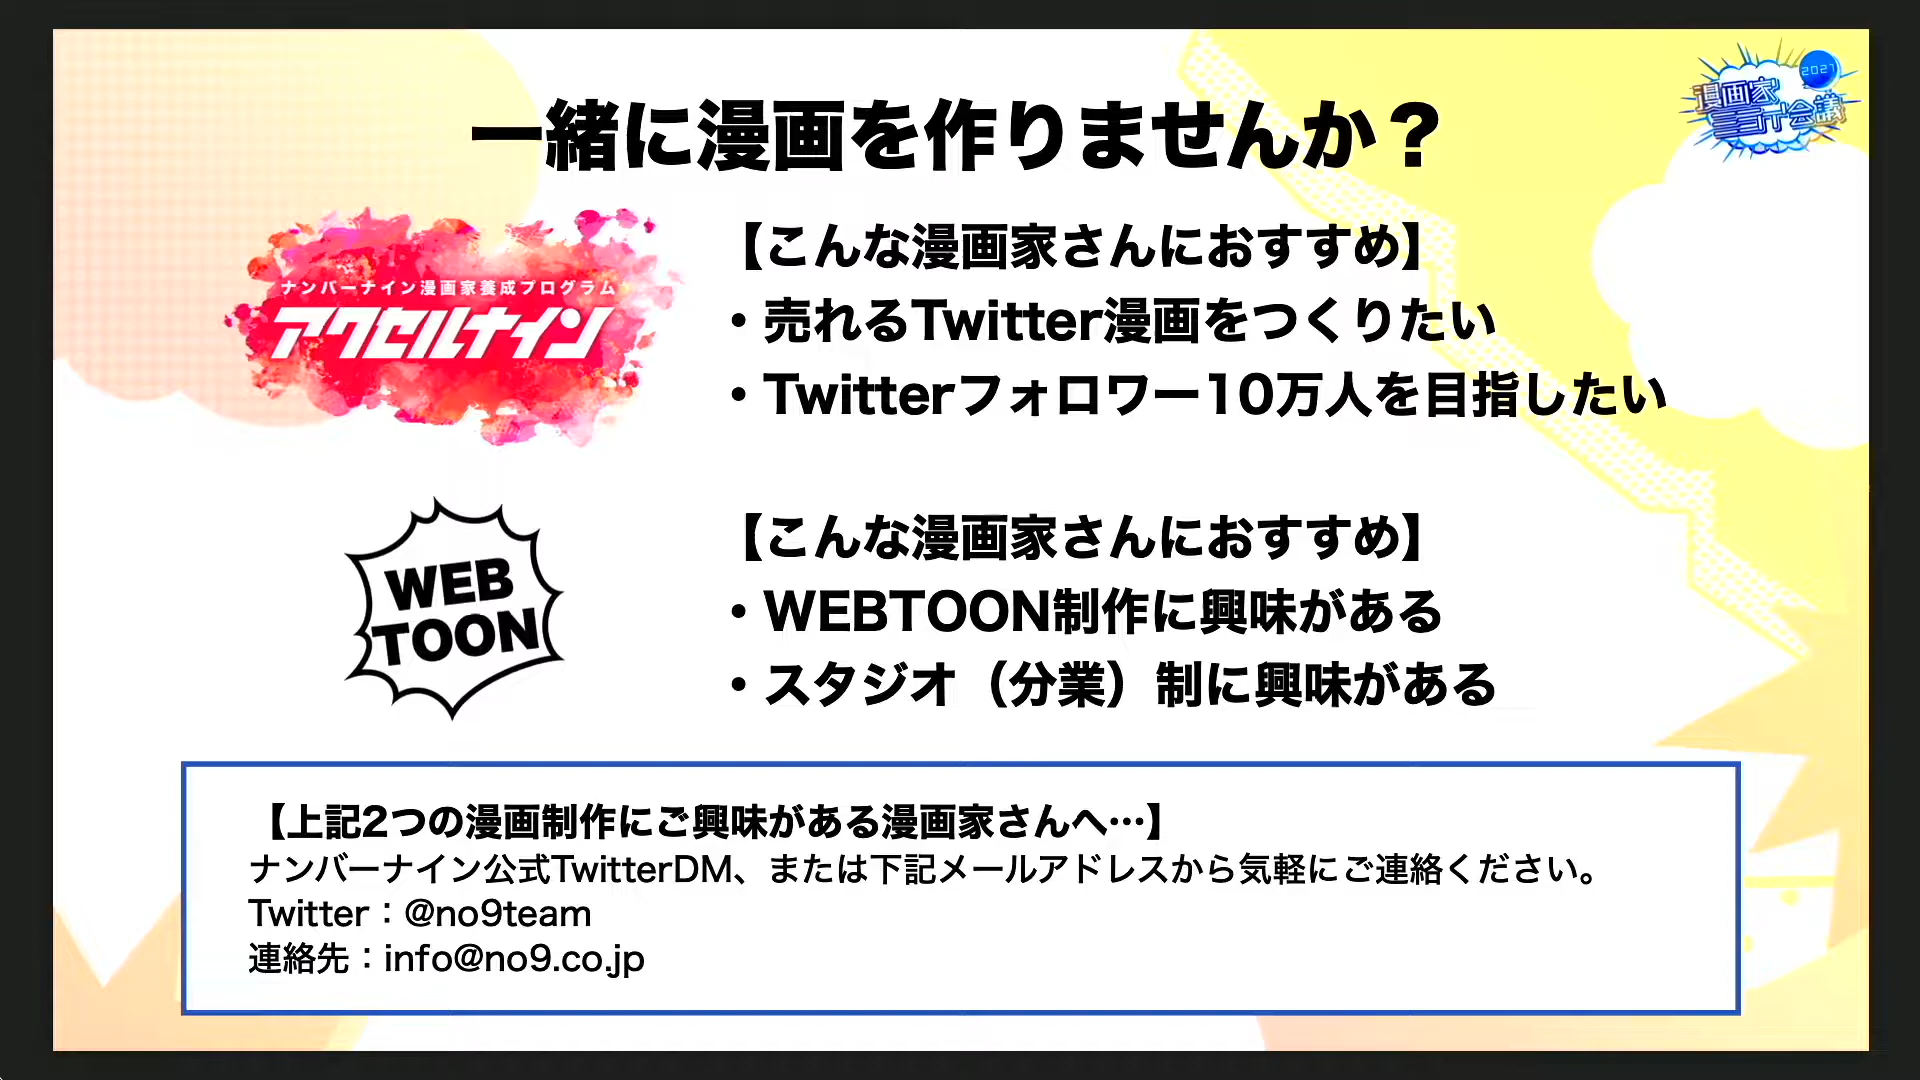 一緒に漫画を作りませんか？
2021
漫画家ミライ会議
ナンバーナイン漫画家養成プログラム
アクセルナイン
【こんな漫画家さんにおすすめ】
・売れるTwitter漫画をつくりたい
・Twitterフォロワー10万人を目指したい
WEB
TOON
【こんな漫画家さんにおすすめ】
・WEBTOON制作に興味がある
・スタジオ（分業）制に興味がある
【上記2つの漫画制作にご興味がある漫画家さんへ…】
ナンバーナイン公式TwitterDM、または下記メールアドレスから気軽にご連絡ください。
Twitter：@no9team
連絡先：info@no9.co.jp